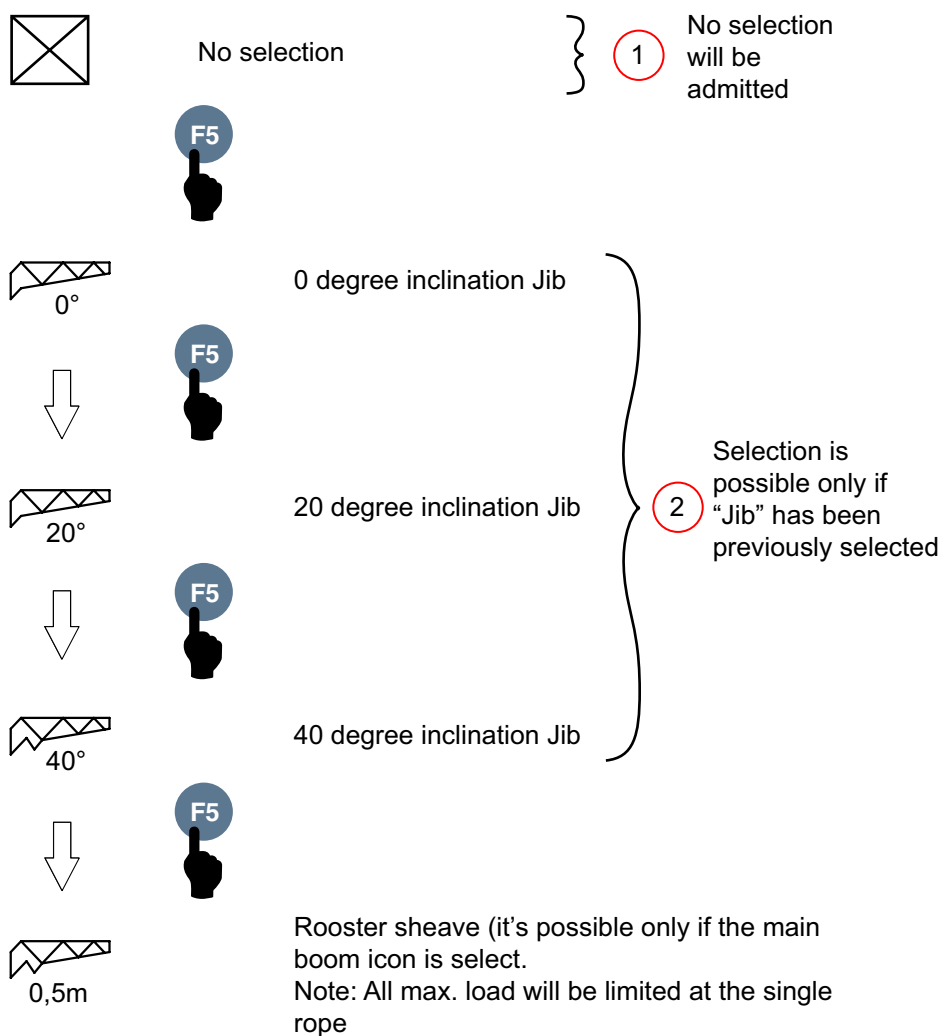 No selection
1
No selection
will be
admitted
F5
0°
0 degree inclination Jib
F5
20°
20 degree inclination Jib
2
Selection is
possible only if
“Jib” has been
previously selected
F5
40°
40 degree inclination Jib
F5
0,5m
Rooster sheave (it’s possible only if the main
boom icon is select.
Note: All max. load will be limited at the single
rope